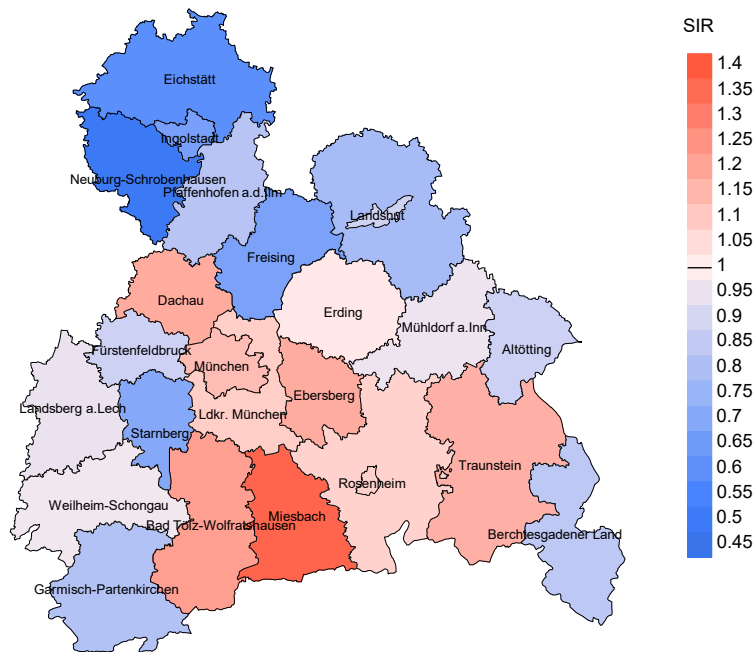 SIR
1.4
1.35
1.3
1.25
1.2
1.15
1.1
1.05
1
0.95
0.9
0.85
0.8
0.75
0.7
0.65
0.6
0.55
0.5
0.45
Eichstätt
Ingolstadt
Neuburg-Schrobenhausen
Pfaffenhofen a.d.Ilm
Landshut
Freising
Dachau
Erding
Mühldorf a.Inn
Altötting
Fürstenfeldbruck
München
Ebersberg
Landsberg a.Lech
Ldkr. München
Starnberg
Traunstein
Rosenheim
Weilheim-Schongau
Miesbach
Bad Tölz-Wolfratshausen
Berchtesgadener Land
Garmisch-Partenkirchen